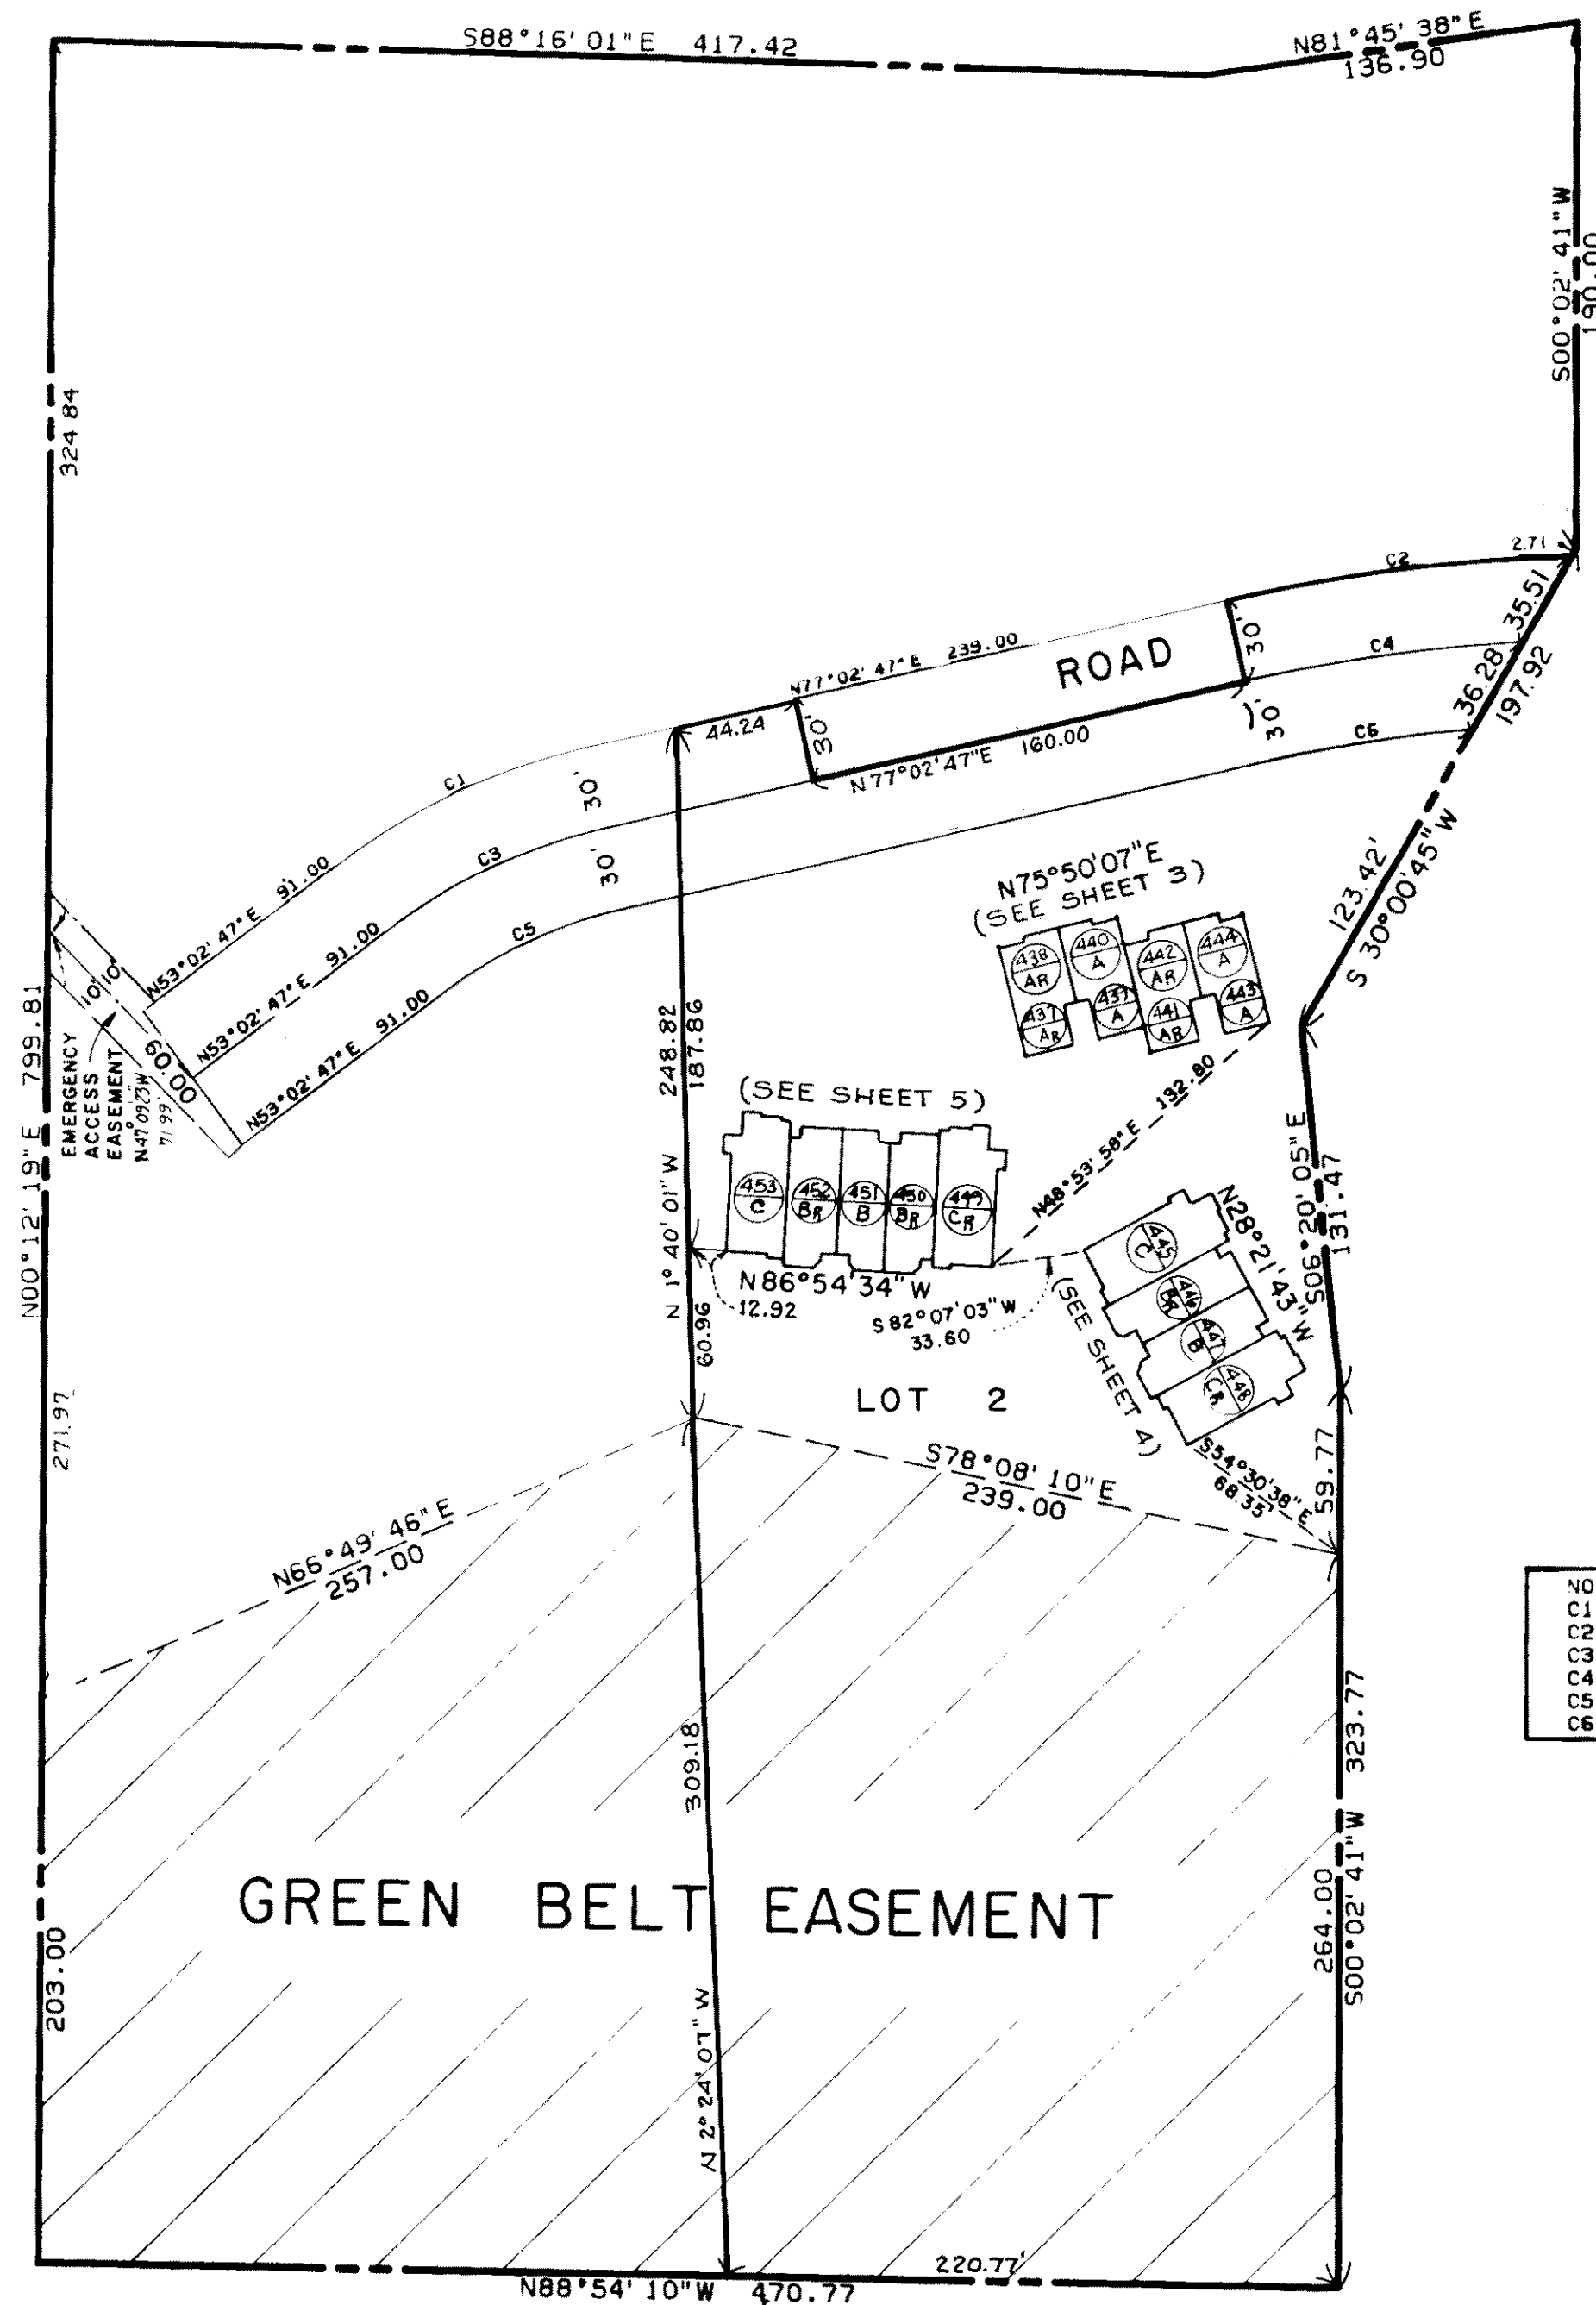 S88°16'01"E 417.42
N81°45'38"E
136.90
S00°02'41"W
190.00
324.84
2.71
C2
35.51
N77°02'47"E 239.00
ROAD
30'
C4
36.28
197.92
44.24
30'
30'
C6
N77°02'47"E 160.00
C1
30'
C3
30'
C5
N53°02'47"E 91.00
N53°02'47"E 91.00
N53°02'47"E 91.00
10' 10'
60.00
EMERGENCY
ACCESS
EASEMENT
N47°09'23"W
71.99
N00°12'19"E 799.81
N75°50'07"E
(SEE SHEET 3)
123.42'
S 30°00'45"W
438
AR
440
A
442
AR
444
A
437
AR
439
A
441
AR
443
A
248.82
187.86
N 1°40'01"W
(SEE SHEET 5)
453
C
452
BR
451
B
450
BR
449
CR
N48°53'58"E 132.80
S06°20'05"E
131.47
N86°54'34"W
12.92
S82°07'03"W
33.60
445
C
446
BR
447
B
448
CR
N28°21'43"W
(SEE SHEET 4)
60.96
LOT 2
271.97
S78°08'10"E
239.00
S54°30'38"E
68.35'
59.77
N66°49'46"E
257.00
NO
C1
C2
C3
C4
C5
C6
309.18
323.77
GREEN BELT EASEMENT
203.00
264.00
S00°02'41"W
N 2°24'07"W
220.77'
N88°54'10"W 470.77